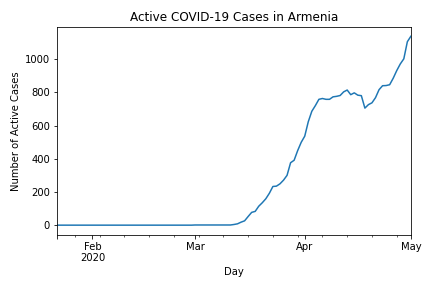 Active COVID-19 Cases in Armenia
Number of Active Cases
1000
800
600
400
200
0
Feb
2020
Mar
Apr
May
Day